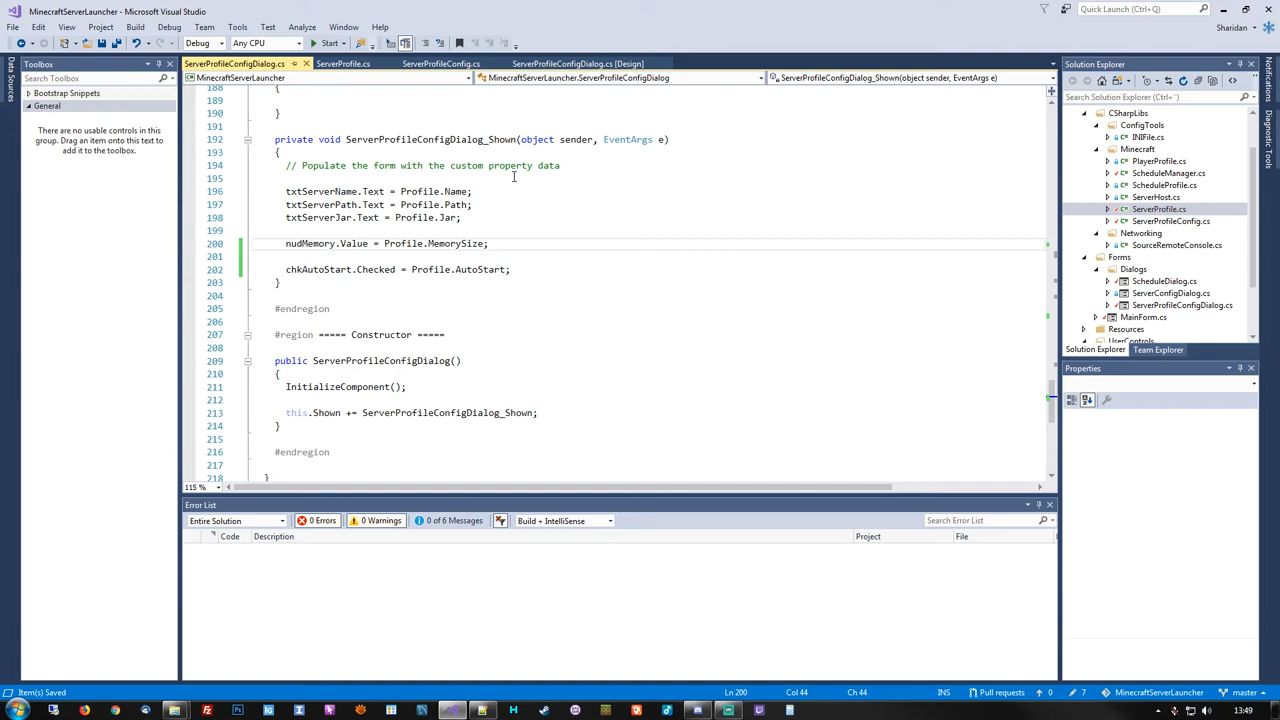 MinecraftServerLauncher - Microsoft Visual Studio
Quick Launch (Ctrl+Q)
File Edit View Project Build Debug Team Tools Test Analyze Window Help
Sharidan
Debug Any CPU Start
Data Sources
Toolbox
Search Toolbox
Bootstrap Snippets
General
There are no usable controls in this
group. Drag an item onto this text to
add it to the toolbox.
ServerProfileConfigDialog.cs ServerProfile.cs ServerProfileConfig.cs ServerProfileConfigDialog.cs [Design]
MinecraftServerLauncher MinecraftServerLauncher.ServerProfileConfigDialog ServerProfileConfigDialog_Shown(object sender, EventArgs e)
188 {
189
190 }
191
192 private void ServerProfileConfigDialog_Shown(object sender, EventArgs e)
193 {
194 // Populate the form with the custom property data
195
196 txtServerName.Text = Profile.Name;
197 txtServerPath.Text = Profile.Path;
198 txtServerJar.Text = Profile.Jar;
200 nudMemory.Value = Profile.MemorySize;
201
202 chkAutoStart.Checked = Profile.AutoStart;
203 }
204
205 #endregion
206
207 #region ===== Constructor =====
208
209 public ServerProfileConfigDialog()
210 {
211 InitializeComponent();
212
213 this.Shown += ServerProfileConfigDialog_Shown;
214 }
215
216 #endregion
217
218 }
115 %
Error List
Entire Solution 0 Errors 0 Warnings 0 of 6 Messages Build + IntelliSense Search Error List
Code Description Project File
Solution Explorer
Search Solution Explorer (Ctrl+;)
CSharpLibs
ConfigTools
INIFile.cs
Minecraft
PlayerProfile.cs
ScheduleManager.cs
ScheduleProfile.cs
ServerHost.cs
ServerProfile.cs
ServerProfileConfig.cs
Networking
SourceRemoteConsole.cs
Forms
Dialogs
ScheduleDialog.cs
ServerConfigDialog.cs
ServerProfileConfigDialog.cs
MainForm.cs
Resources
UserControls
Solution Explorer Team Explorer
Properties
Notifications
Diagnostic Tools
Item(s) Saved Ln 200 Col 44 Ch 44 INS Pull requests 0 7 MinecraftServerLauncher master
13:49